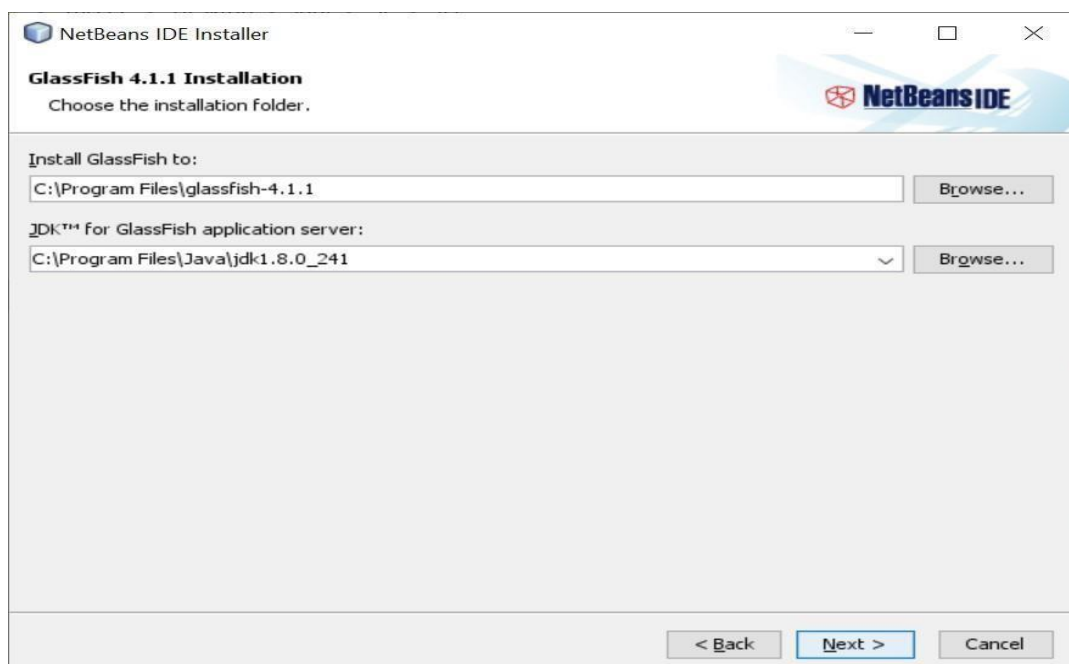 NetBeans IDE Installer
GlassFish 4.1.1 Installation
Choose the installation folder.
NetBeans IDE
Install GlassFish to:
C:\Program Files\glassfish-4.1.1
Browse...
JDK™ for GlassFish application server:
C:\Program Files\Java\jdk1.8.0_241
Browse...
< Back
Next >
Cancel